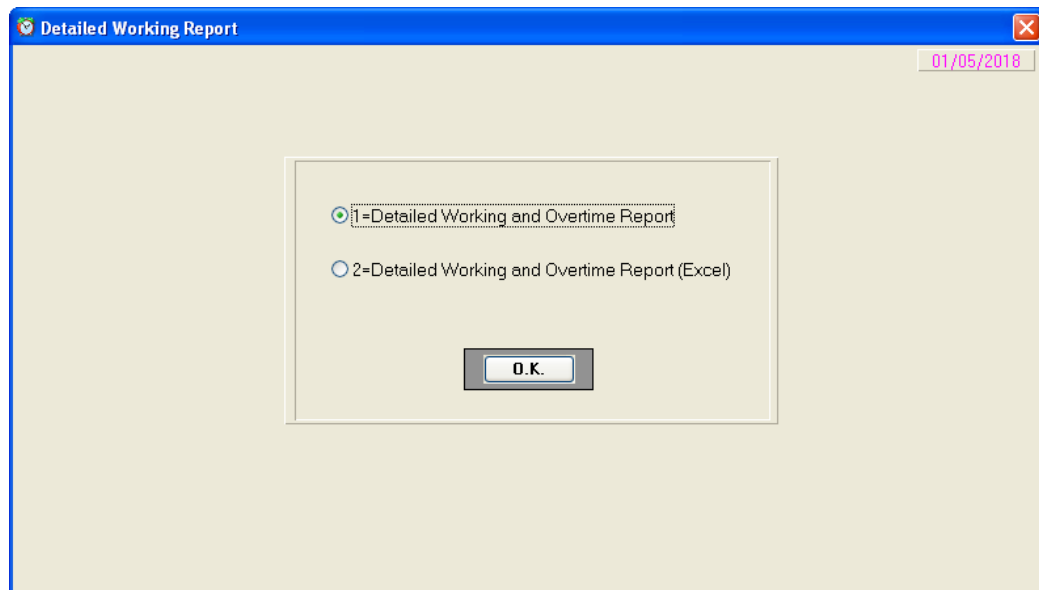 Detailed Working Report
01/05/2018
1=Detailed Working and Overtime Report
2=Detailed Working and Overtime Report (Excel)
O.K.